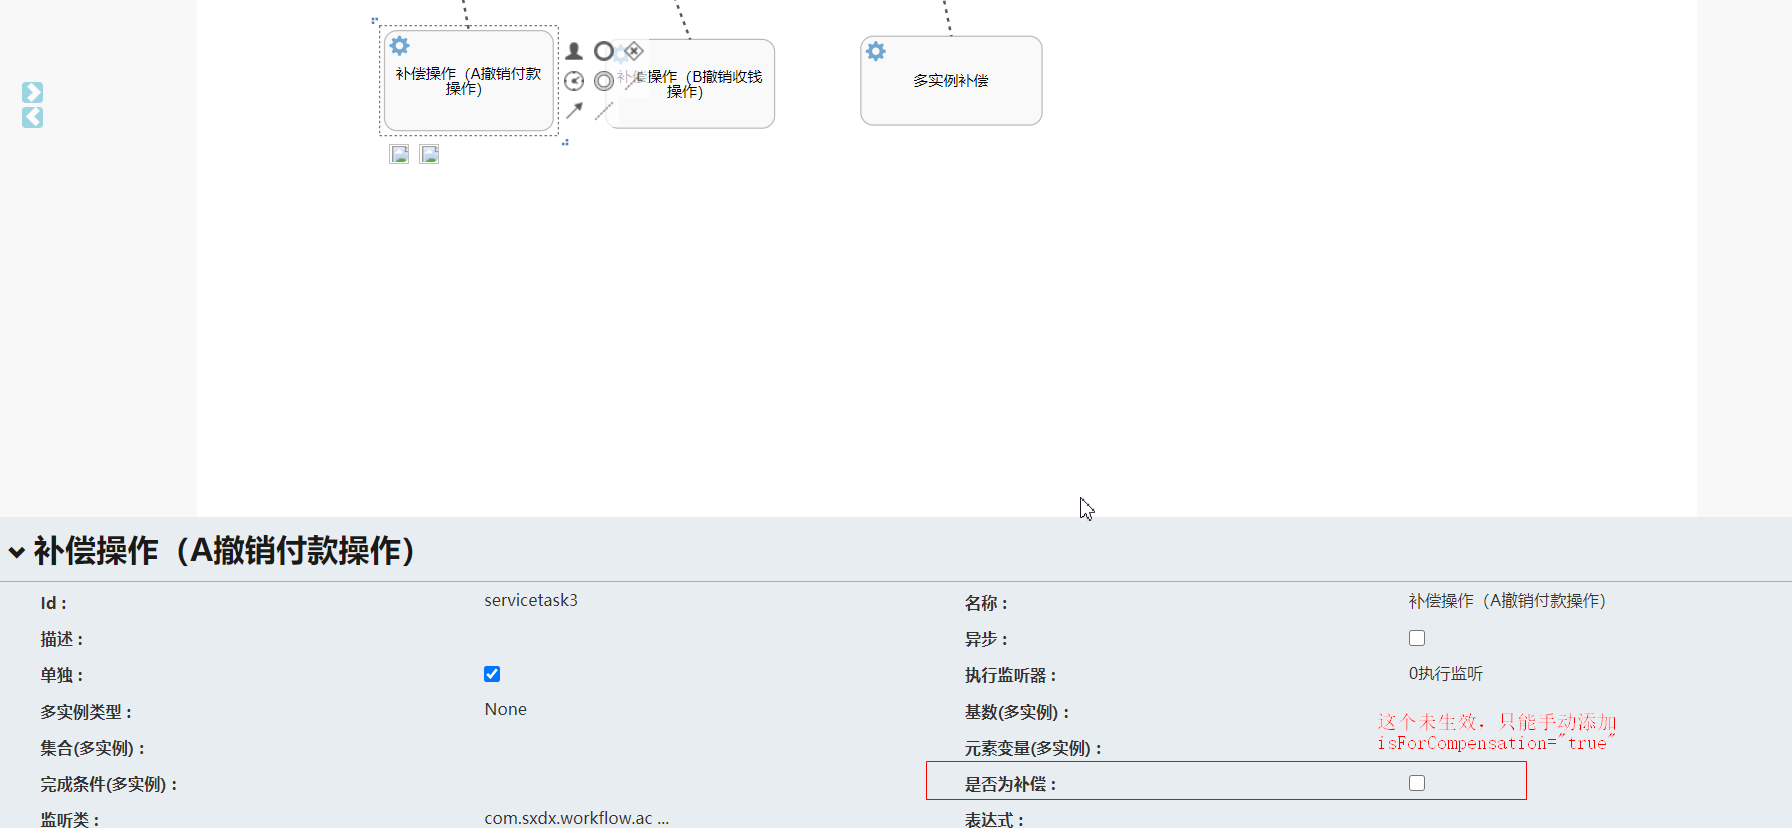 补偿操作（A撤销付款
操作）
补偿操作（B撤销收钱
操作）
多实例补偿
补偿操作（A撤销付款操作）
Id：
servicetask3
名称：
补偿操作（A撤销付款操作）
描述：
异步：
单独：
执行监听器：
0执行监听
多实例类型：
None
基数(多实例)：
这个未生效，只能手动添加
isForCompensation="true"
集合(多实例)：
元素变量(多实例)：
完成条件(多实例)：
是否为补偿：
监听类：
com.sxdx.workflow.ac ...
表达式：